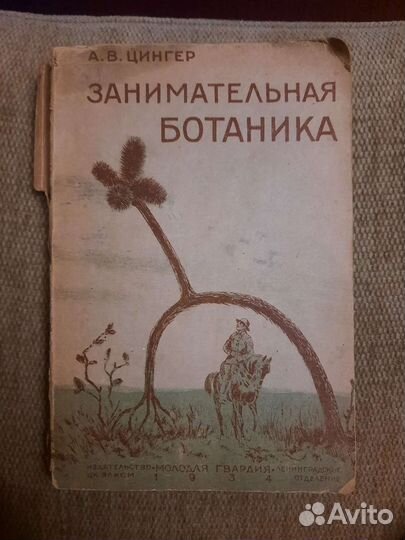 А. В. ЦИНГЕР
ЗАНИМАТЕЛЬНАЯ
БОТАНИКА
ИЗДАТЕЛЬСТВО • МОЛОДАЯ ГВАРДИЯ • ЛЕНИНГРАДСКОЕ
ЦК ВЛКСМ 1934 ОТДЕЛЕНИЕ
Avito